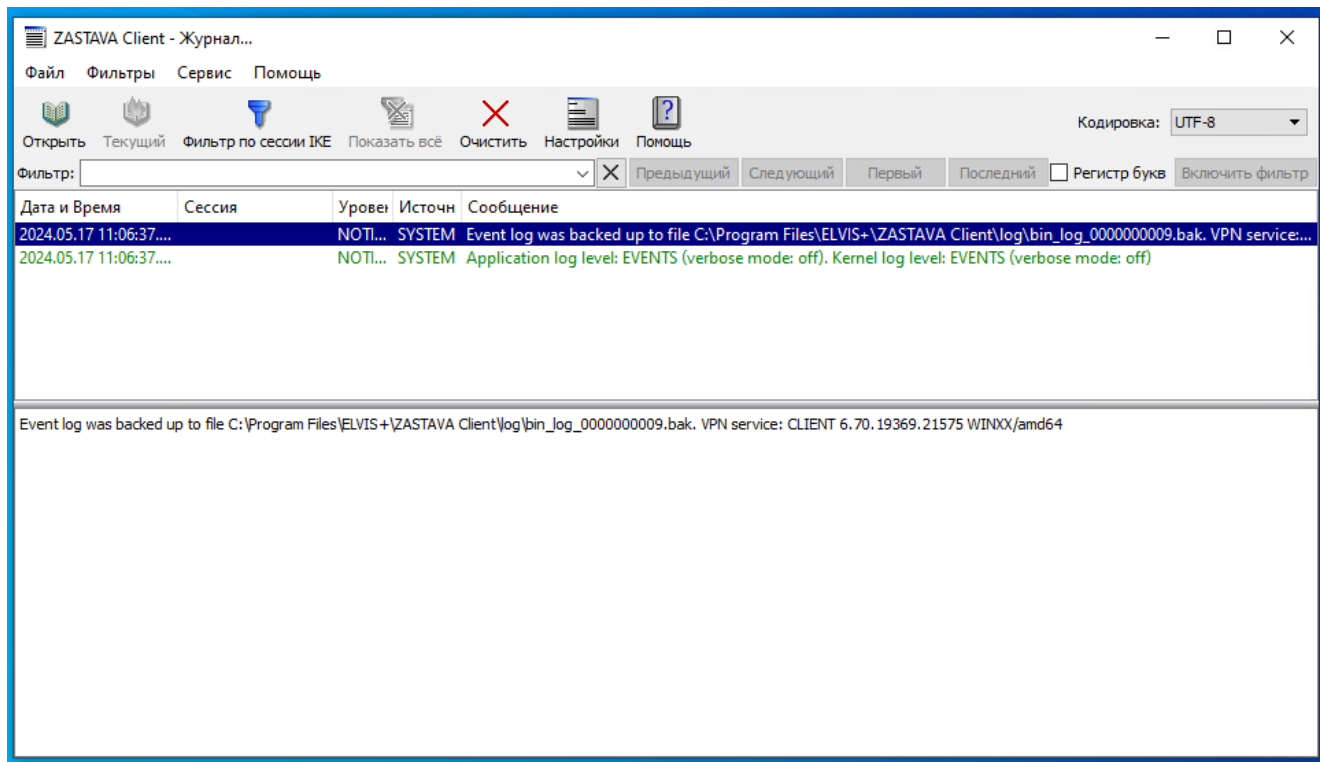 ZASTAVA Client - Журнал...
Файл Фильтры Сервис Помощь
Открыть Текущий Фильтр по сессии IKE Показать всё Очистить Настройки Помощь Кодировка: UTF-8
Фильтр: Предыдущий Следующий Первый Последний Регистр букв Включить фильтр
Дата и Время Сессия Уровен Источн Сообщение
2024.05.17 11:06:37.... NOTI... SYSTEM Event log was backed up to file C:\Program Files\ELVIS+\ZASTAVA Client\log\bin_log_0000000009.bak. VPN service:...
2024.05.17 11:06:37.... NOTI... SYSTEM Application log level: EVENTS (verbose mode: off). Kernel log level: EVENTS (verbose mode: off)
Event log was backed up to file C:\Program Files\ELVIS+\ZASTAVA Client\log\bin_log_0000000009.bak. VPN service: CLIENT 6.70.19369.21575 WINXX/amd64